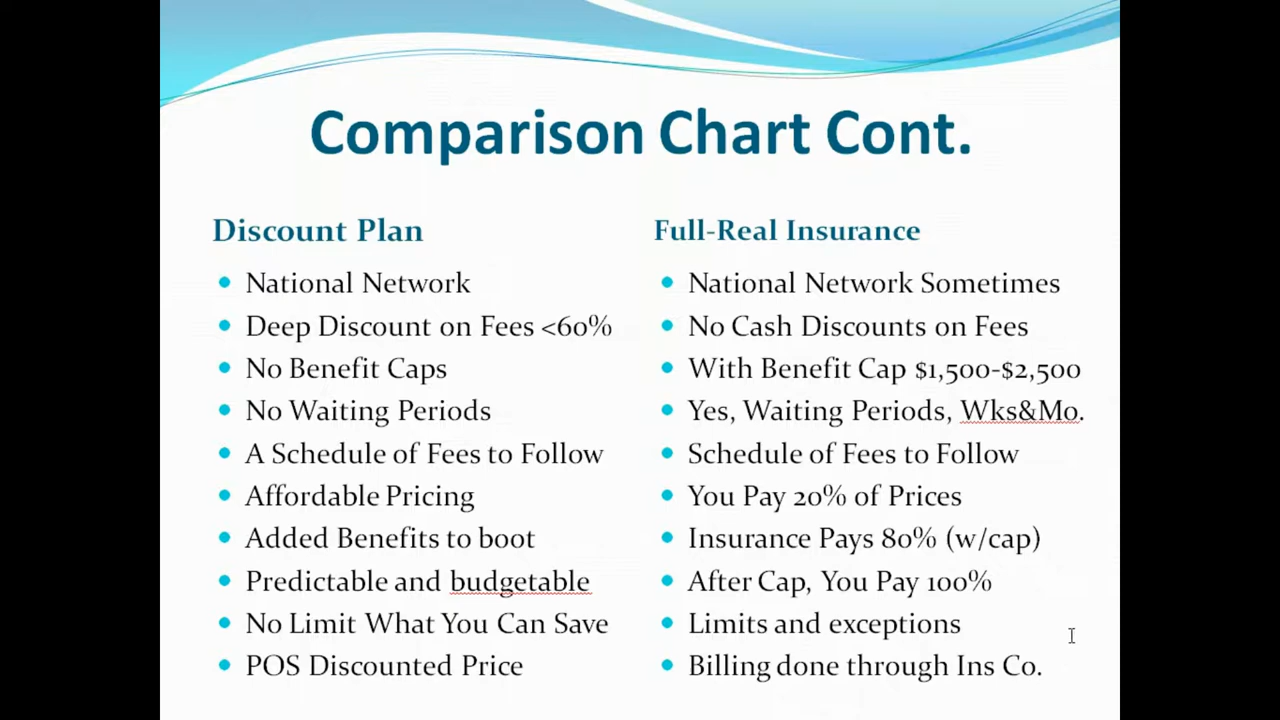 Comparison Chart Cont.
Discount Plan
National Network
Deep Discount on Fees <60%
No Benefit Caps
No Waiting Periods
A Schedule of Fees to Follow
Affordable Pricing
Added Benefits to boot
Predictable and budgetable
No Limit What You Can Save
POS Discounted Price
Full-Real Insurance
National Network Sometimes
No Cash Discounts on Fees
With Benefit Cap $1,500-$2,500
Yes, Waiting Periods, Wks&Mo.
Schedule of Fees to Follow
You Pay 20% of Prices
Insurance Pays 80% (w/cap)
After Cap, You Pay 100%
Limits and exceptions
Billing done through Ins Co.